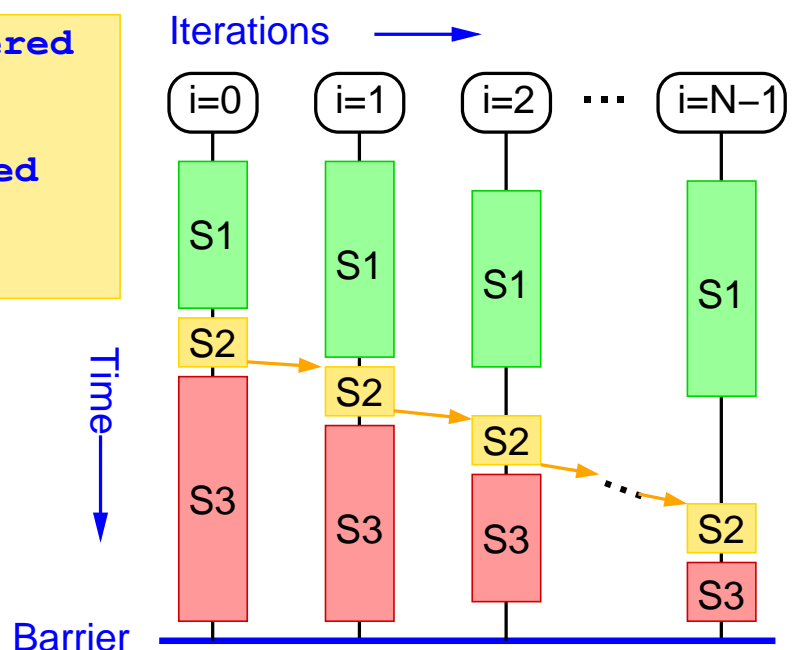 Iterations
ered
ed
i=0
i=1
i=2
...
i=N−1
S1
S1
S1
S1
S2
S2
S2
S2
S3
S3
S3
S3
Time
Barrier